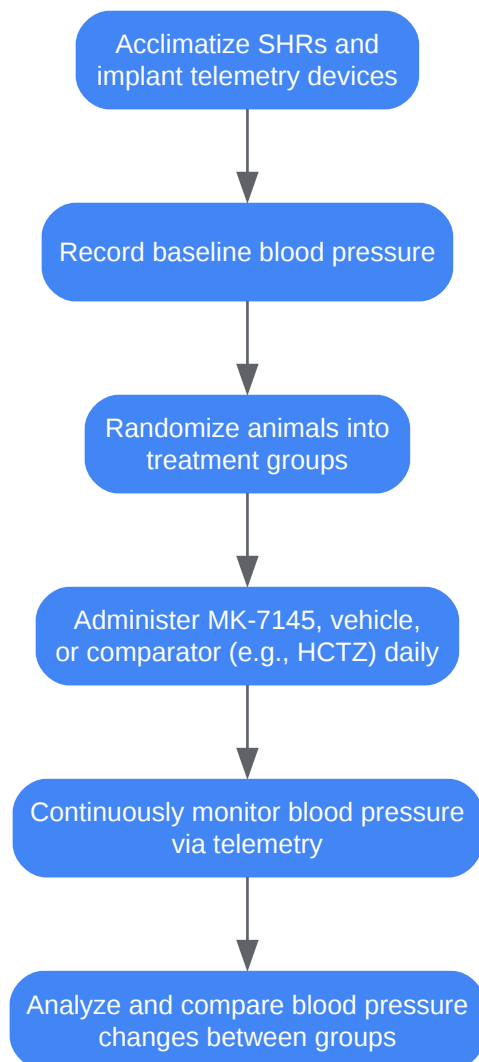 Acclimatize SHRs and
implant telemetry devices
Record baseline blood pressure
Randomize animals into
treatment groups
Administer MK-7145, vehicle,
or comparator (e.g., HCTZ) daily
Continuously monitor blood pressure
via telemetry
Analyze and compare blood pressure
changes between groups